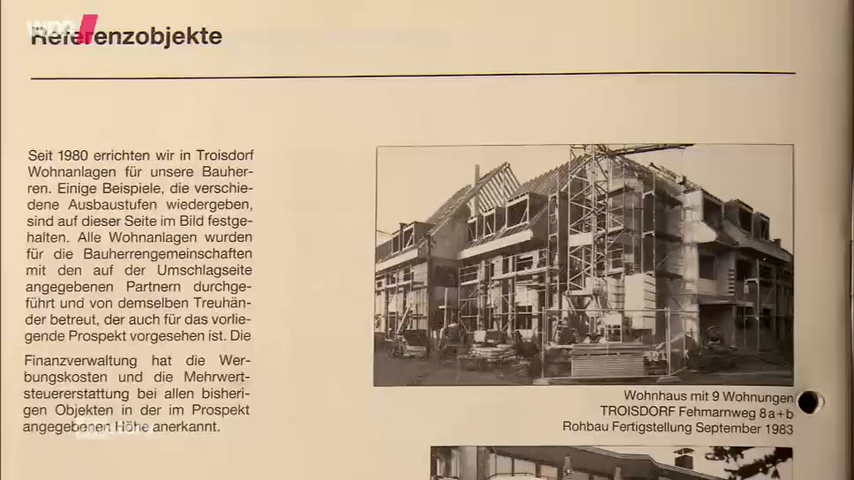 WDR
Referenzobjekte
Seit 1980 errichten wir in Troisdorf
Wohnanlagen für unsere Bauher-
ren. Einige Beispiele, die verschie-
dene Ausbaustufen wiedergeben,
sind auf dieser Seite im Bild festge-
halten. Alle Wohnanlagen wurden
für die Bauherrengemeinschaften
mit den auf der Umschlagseite
angegebenen Partnern durchge-
führt und von demselben Treuhän-
der betreut, der auch für das vorlie-
gende Prospekt vorgesehen ist. Die
Finanzverwaltung hat die Wer-
bungskosten und die Mehrwert-
steuererstattung bei allen bisheri-
gen Objekten in der im Prospekt
angegebenen Höhe anerkannt.
Wohnhaus mit 9 Wohnungen
TROISDORF Fehmarnweg 8 a + b
Rohbau Fertigstellung September 1983